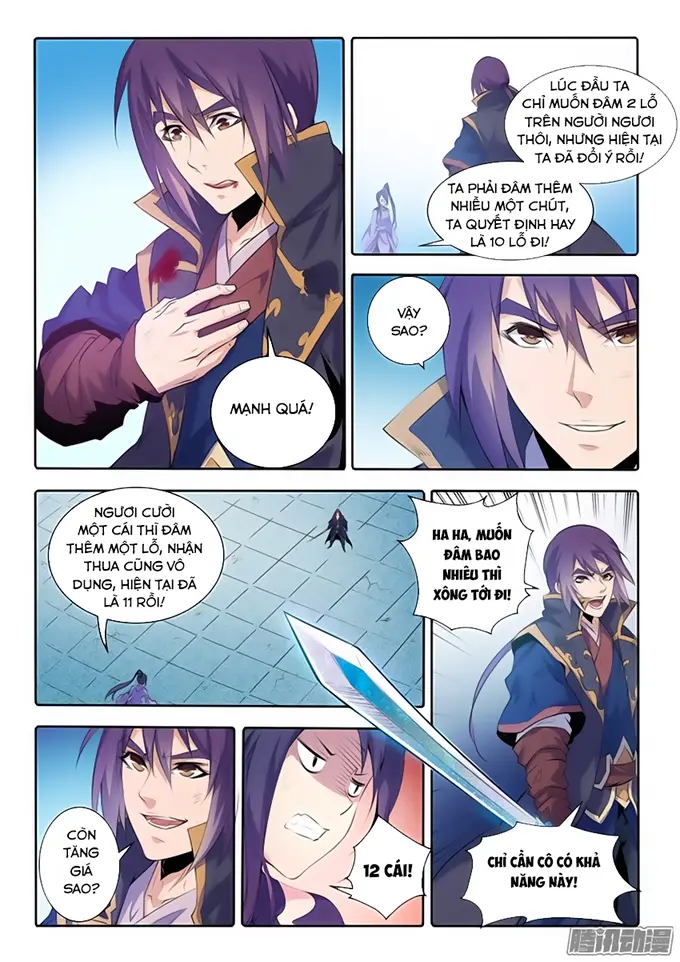 MẠNH QUÁ!
LÚC ĐẦU TA
CHỈ MUỐN ĐÂM 2 LỖ
TRÊN NGƯỜI NGƯƠI
THÔI, NHƯNG HIỆN TẠI
TA ĐÃ ĐỔI Ý RỒI!
TA PHẢI ĐÂM THÊM
NHIỀU MỘT CHÚT,
TA QUYẾT ĐỊNH HAY
LÀ 10 LỖ ĐI!
VẬY
SAO?
NGƯƠI CƯỜI
MỘT CÁI THÌ ĐÂM
THÊM MỘT LỖ, NHẬN
THUA CŨNG VÔ
DỤNG, HIỆN TẠI ĐÃ
LÀ 11 RỒI!
HA HA, MUỐN
ĐÂM BAO
NHIÊU THÌ
XÔNG TỚI ĐI!
CÒN
TĂNG
GIÁ
SAO?
12 CÁI!
CHỈ CẦN CÔ CÓ KHẢ
NĂNG NÀY!
腾讯动漫